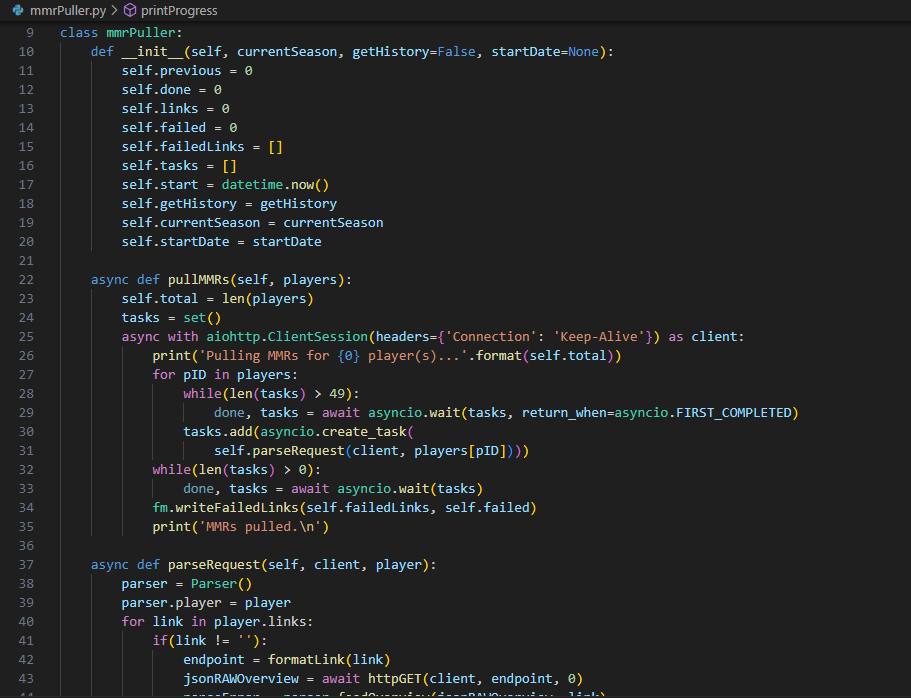 mmrPuller.py > printProgress
9 class mmrPuller:
10 def __init__(self, currentSeason, getHistory=False, startDate=None):
11 self.previous = 0
12 self.done = 0
13 self.links = 0
14 self.failed = 0
15 self.failedLinks = []
16 self.tasks = []
17 self.start = datetime.now()
18 self.getHistory = getHistory
19 self.currentSeason = currentSeason
20 self.startDate = startDate
21
22 async def pullMMRs(self, players):
23 self.total = len(players)
24 tasks = set()
25 async with aiohttp.ClientSession(headers={'Connection': 'Keep-Alive'}) as client:
26 print('Pulling MMRs for {0} player(s)...'.format(self.total))
27 for pID in players:
28 while(len(tasks) > 49):
29 done, tasks = await asyncio.wait(tasks, return_when=asyncio.FIRST_COMPLETED)
30 tasks.add(asyncio.create_task(
31 self.parseRequest(client, players[pID])))
32 while(len(tasks) > 0):
33 done, tasks = await asyncio.wait(tasks)
34 fm.writeFailedLinks(self.failedLinks, self.failed)
35 print('MMRs pulled.\n')
36
37 async def parseRequest(self, client, player):
38 parser = Parser()
39 parser.player = player
40 for link in player.links:
41 if(link != ''):
42 endpoint = formatLink(link)
43 jsonRAWOverview = await httpGET(client, endpoint, 0)